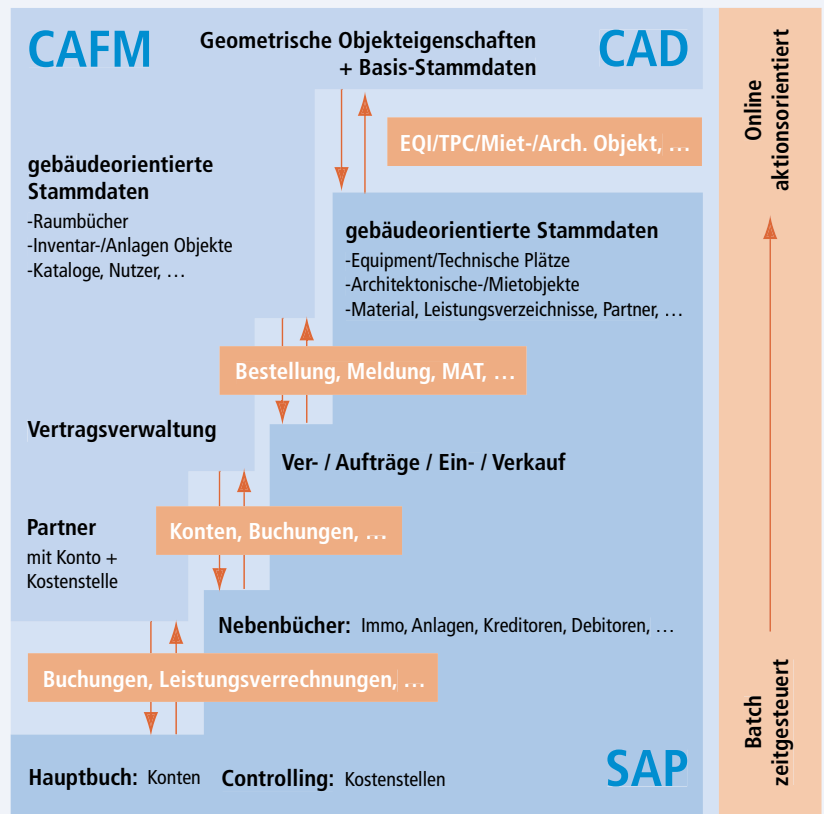 CAFM
Geometrische Objekteigenschaften
+ Basis-Stammdaten
CAD
EQI/TPC/Miet-/Arch. Objekt, …
gebäudeorientierte
Stammdaten
-Raumbücher
-Inventar-/Anlagen Objekte
-Kataloge, Nutzer, …
gebäudeorientierte Stammdaten
-Equipment/Technische Plätze
-Architektonische-/Mietobjekte
-Material, Leistungsverzeichnisse, Partner, …
Bestellung, Meldung, MAT, …
Vertragsverwaltung
Ver- / Aufträge / Ein- / Verkauf
Partner
mit Konto +
Kostenstelle
Konten, Buchungen, …
Nebenbücher: Immo, Anlagen, Kreditoren, Debitoren, …
Buchungen, Leistungsverrechnungen, …
Hauptbuch: Konten Controlling: Kostenstellen
SAP
Online
aktionsorientiert
Batch
zeitgesteuert